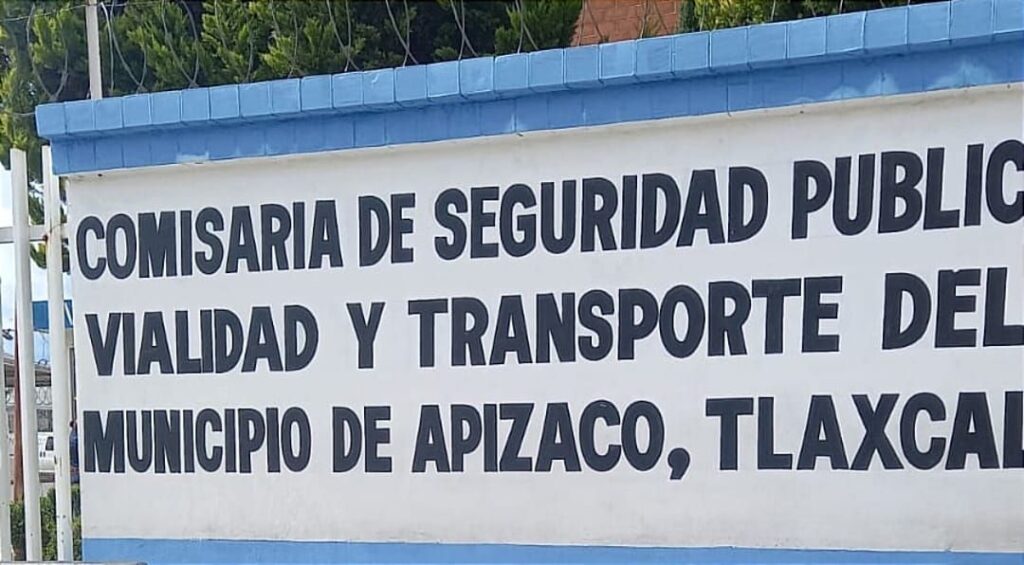 COMISARIA DE SEGURIDAD PUBLIC
VIALIDAD Y TRANSPORTE DEL
MUNICIPIO DE APIZACO, TLAXCAL